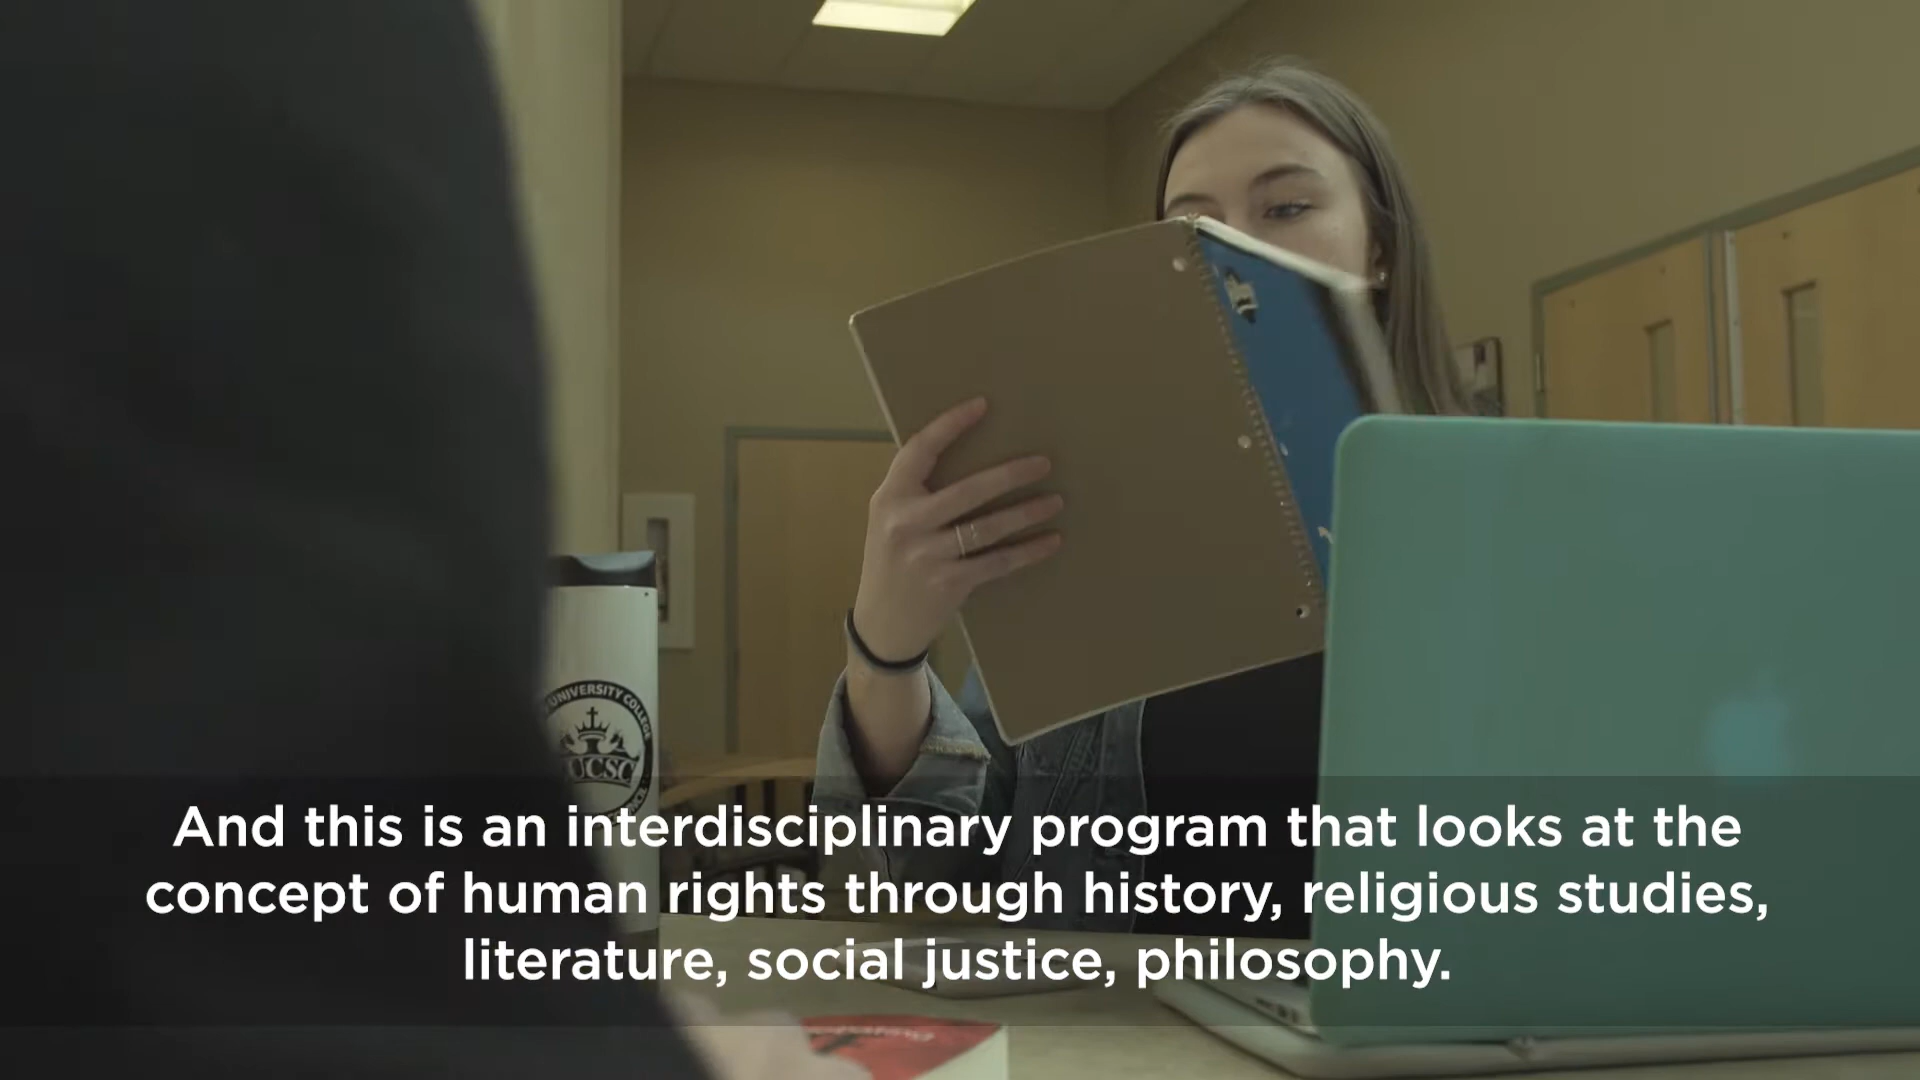 UNIVERSITY COLLEGE
UCSC
And this is an interdisciplinary program that looks at the
concept of human rights through history, religious studies,
literature, social justice, philosophy.